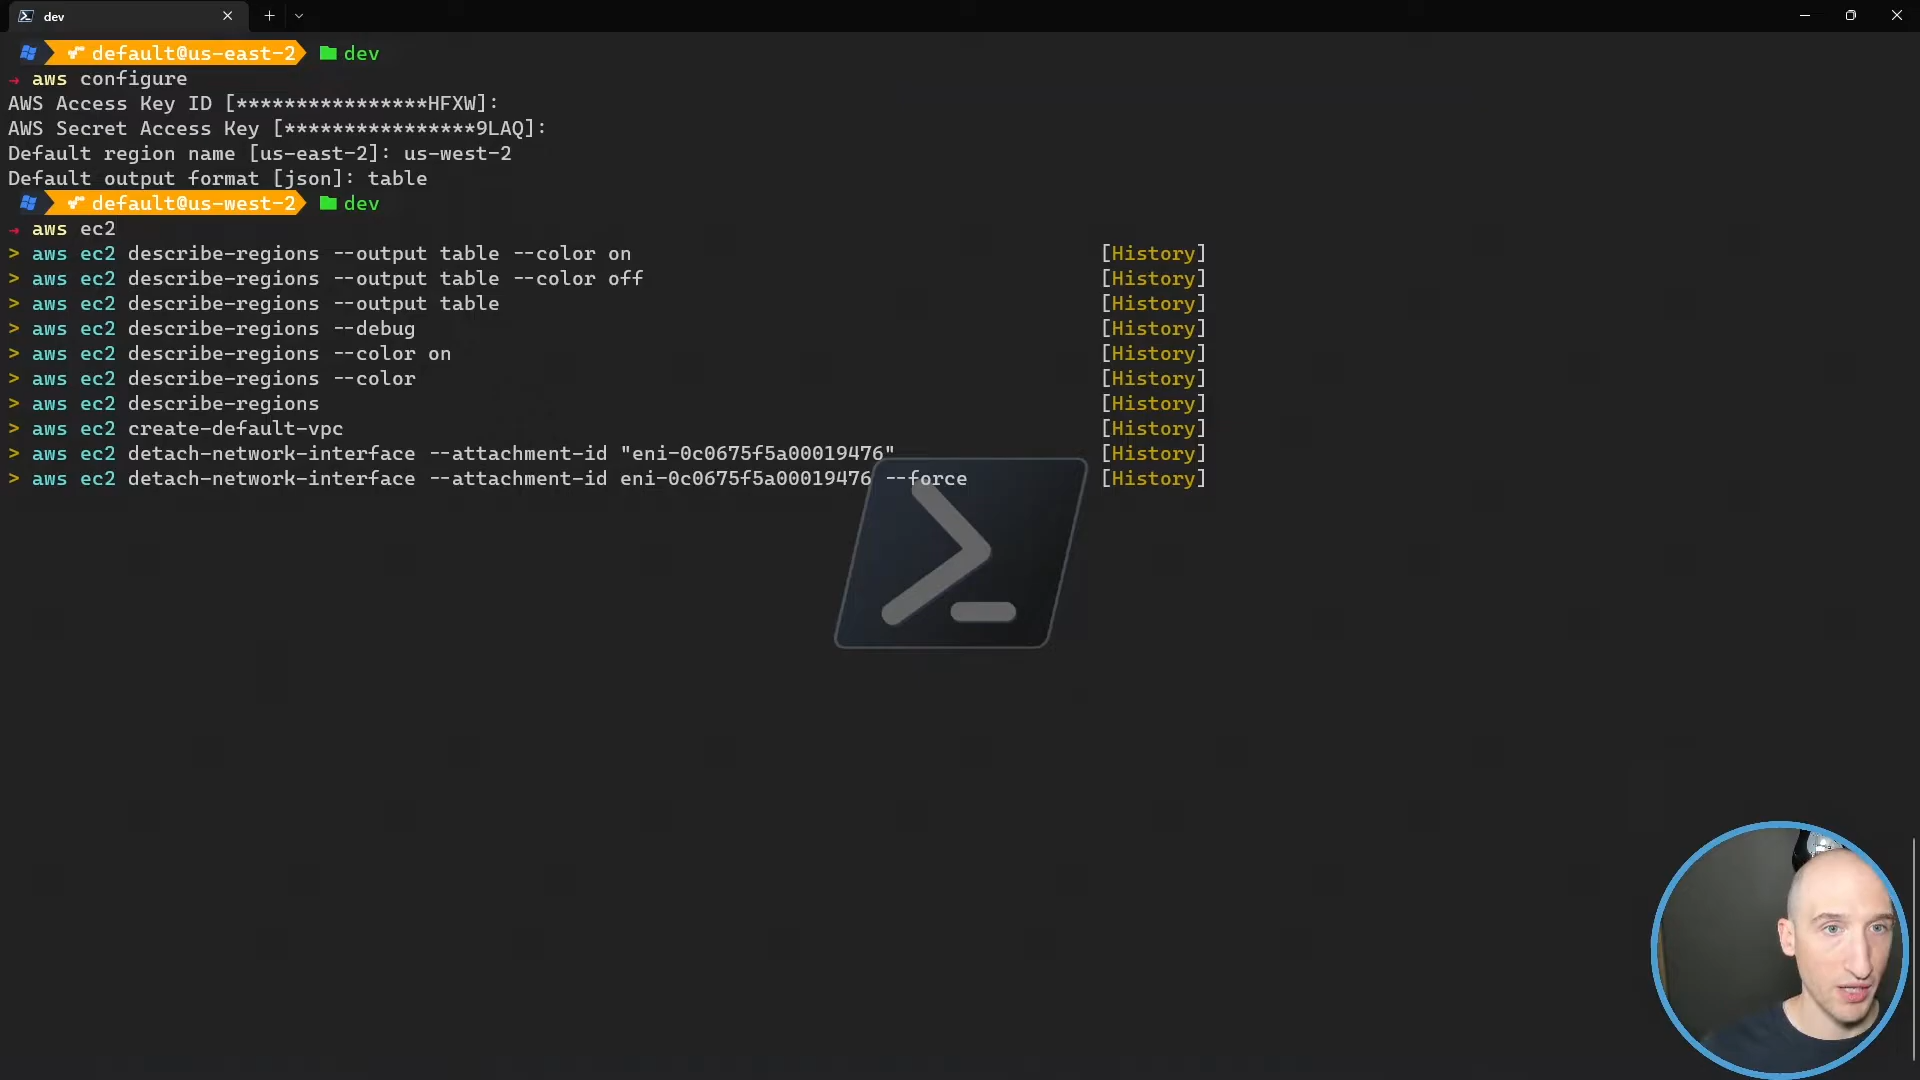 dev
default@us-east-2 dev
→ aws configure
AWS Access Key ID [****************HFXW]:
AWS Secret Access Key [****************9LAQ]:
Default region name [us-east-2]: us-west-2
Default output format [json]: table
default@us-west-2 dev
→ aws ec2
> aws ec2 describe-regions --output table --color on [History]
> aws ec2 describe-regions --output table --color off [History]
> aws ec2 describe-regions --output table [History]
> aws ec2 describe-regions --debug [History]
> aws ec2 describe-regions --color on [History]
> aws ec2 describe-regions --color [History]
> aws ec2 describe-regions [History]
> aws ec2 create-default-vpc [History]
> aws ec2 detach-network-interface --attachment-id "eni-0c0675f5a00019476" [History]
> aws ec2 detach-network-interface --attachment-id eni-0c0675f5a00019476 --force [History]